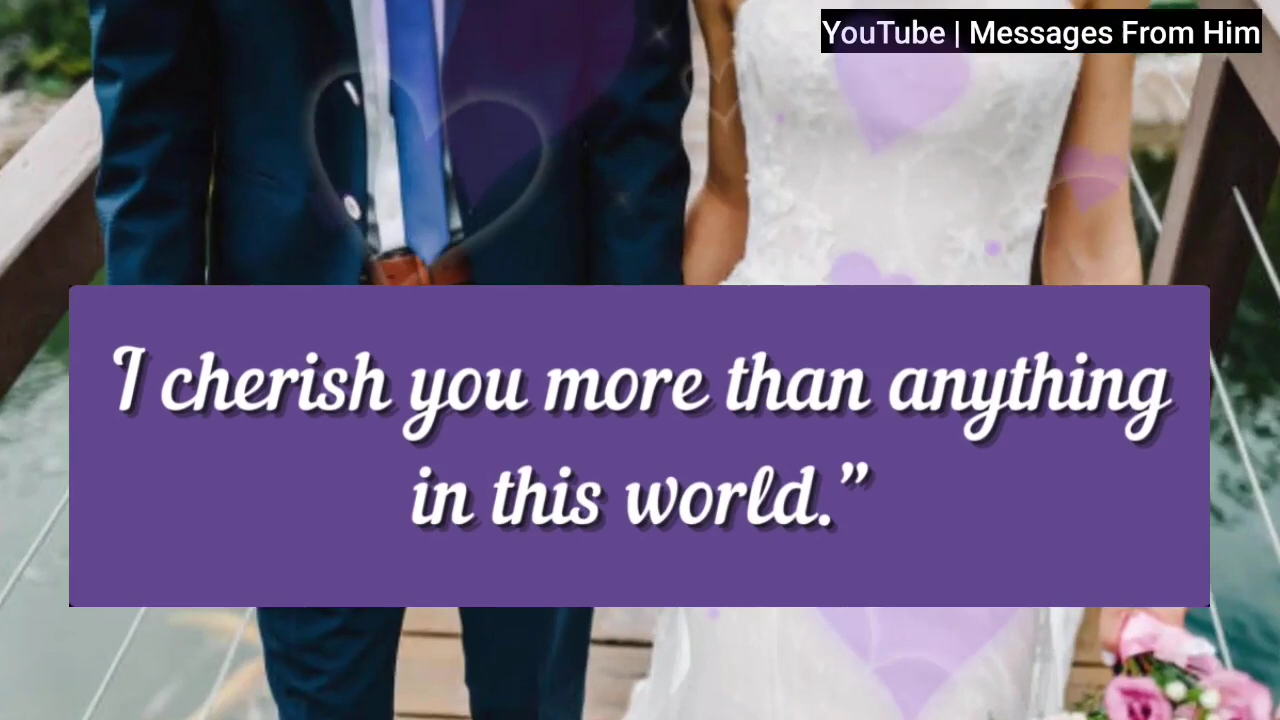 YouTube | Messages From Him
I cherish you more than anything
in this world.”